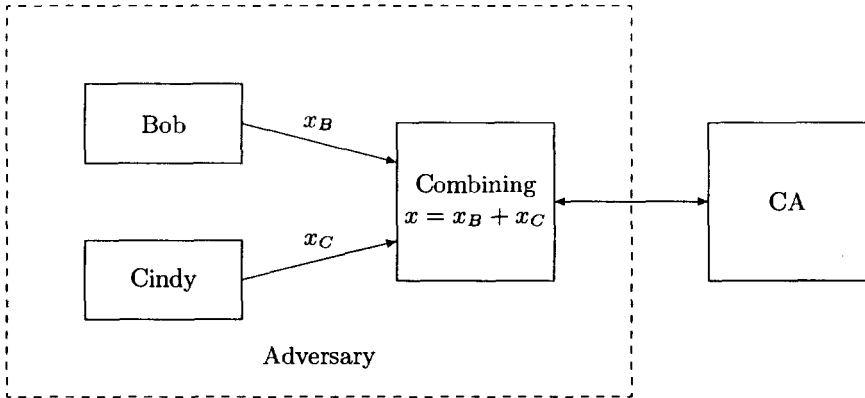 Bob
x_B
Combining
x = x_B + x_C
CA
x_C
Cindy
Adversary